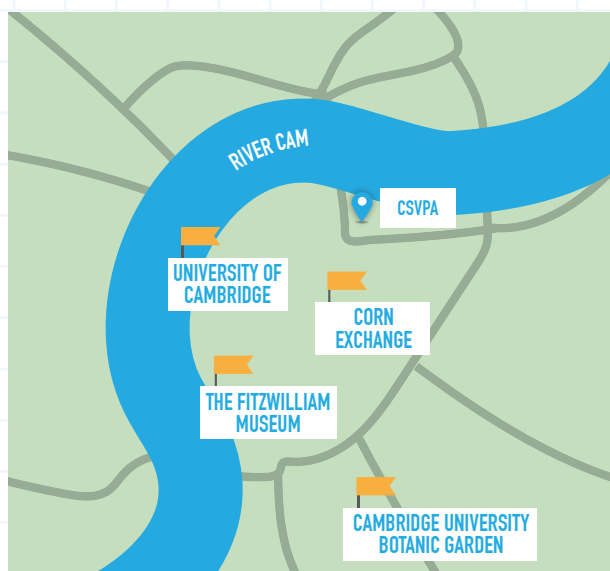 RIVER CAM
CSVPA
UNIVERSITY OF
CAMBRIDGE
CORN
EXCHANGE
THE FITZWILLIAM
MUSEUM
CAMBRIDGE UNIVERSITY
BOTANIC GARDEN